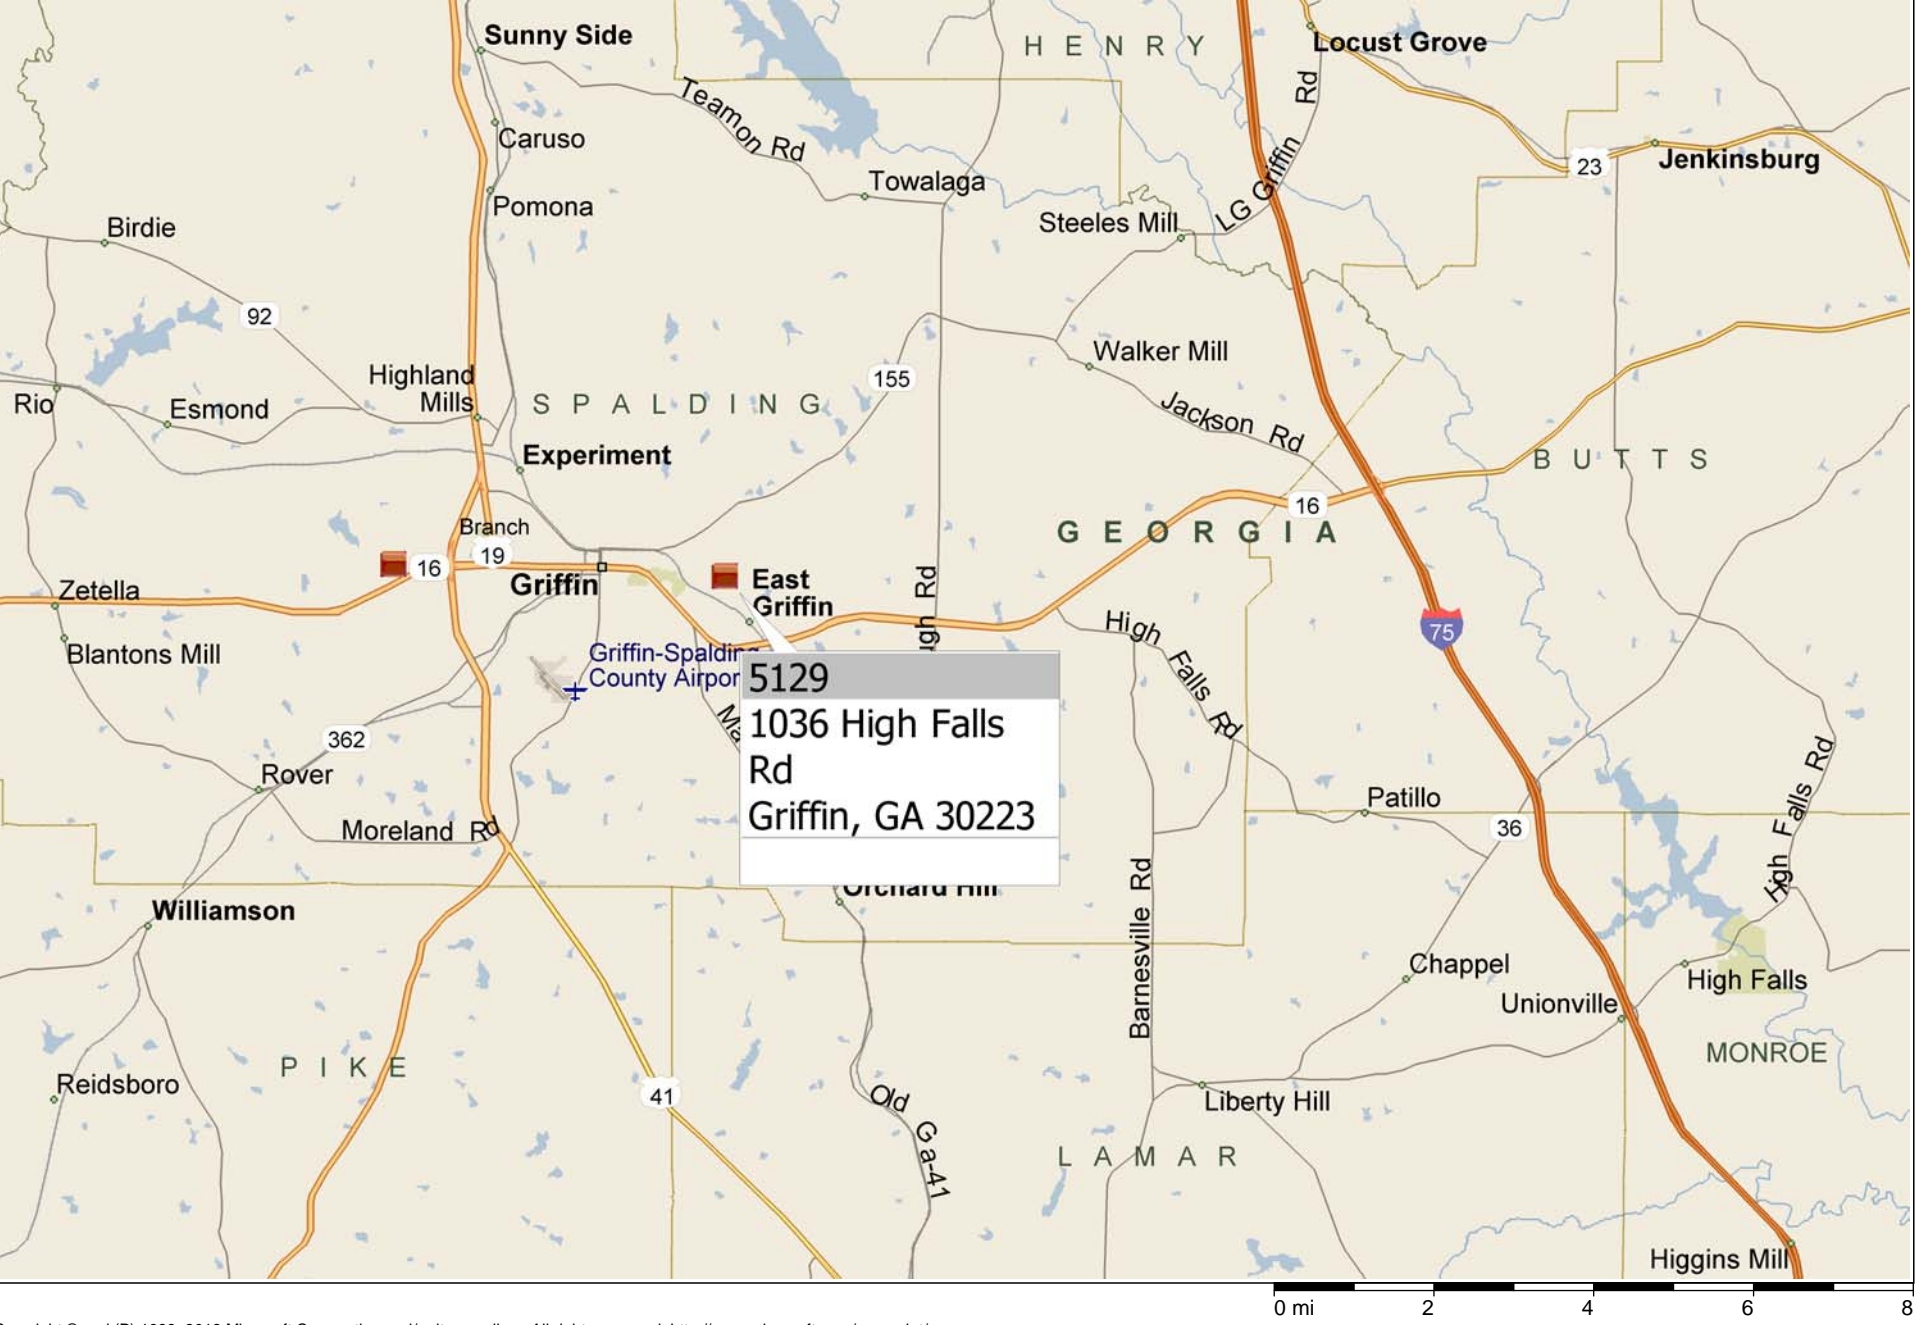 Sunny Side
HENRY
Locust Grove
Teamon Rd
Rd
Caruso
23
Jenkinsburg
Towalaga
LG Griffin
Pomona
Steeles Mill
Birdie
92
Walker Mill
Highland
Mills
155
Rio
Esmond
SPALDING
Jackson Rd
Experiment
BUTTS
16
Branch
GEORGIA
19
16
Griffin
East
Griffin
Zetella
Rd
High Falls Rd
75
Blantons Mill
Griffin-Spalding
County Airpor
5129
1036 High Falls
Rd
Griffin, GA 30223
362
Rover
Patillo
High Falls Rd
Moreland Rd
36
Orchard Hill
Williamson
Barnesville Rd
Chappel
High Falls
Unionville
MONROE
PIKE
Reidsboro
41
Old Ga-41
Liberty Hill
LAMAR
Higgins Mill
0 mi 2 4 6 8